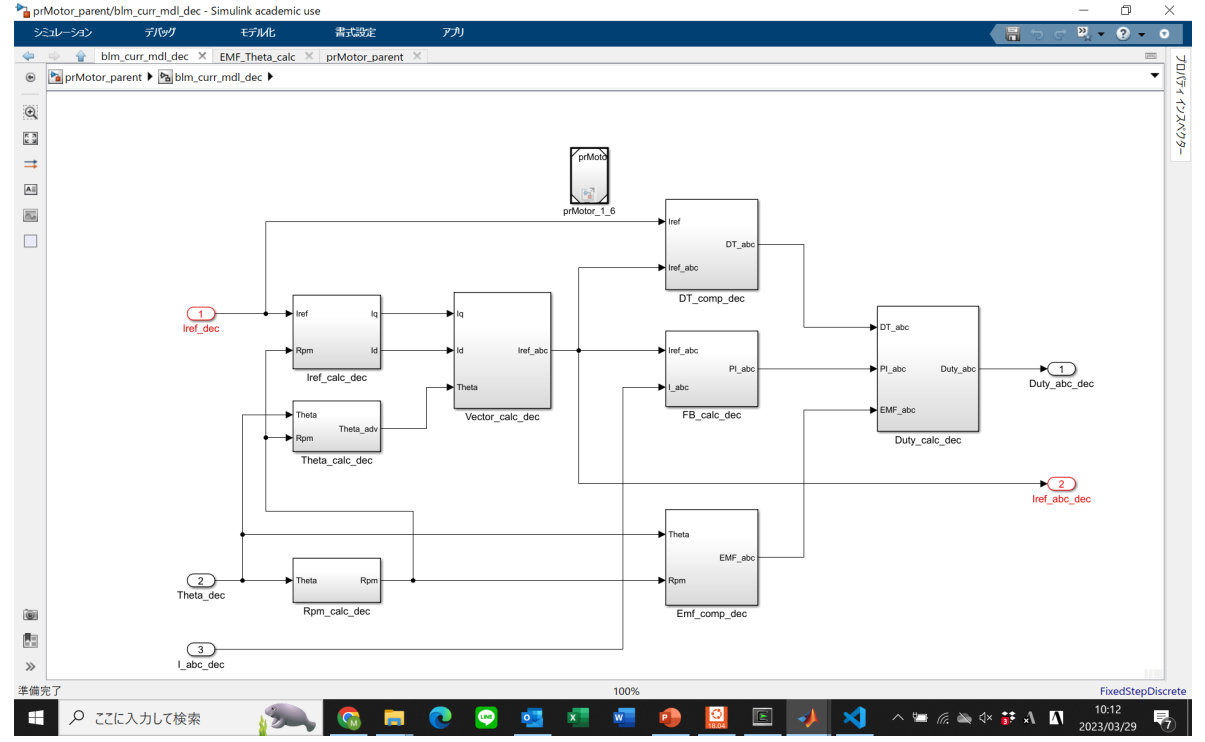 prMotor_parent/blm_curr_mdl_dec - Simulink academic use
シミュレーション デバッグ モデル化 書式設定 アプリ
blm_curr_mdl_dec × EMF_Theta_calc × prMotor_parent ×
prMotor_parent blm_curr_mdl_dec
プロパティ インスペクター
prMoto
prMotor_1_6
Iref
DT_abc
Iref_abc
DT_comp_dec
1
Iref_dec
Iref Iq
Rpm Id
Iref_calc_dec
Iq
Id Iref_abc
Theta
Vector_calc_dec
Theta
Theta_adv
Rpm
Theta_calc_dec
Iref_abc
PI_abc
I_abc
FB_calc_dec
DT_abc
PI_abc Duty_abc
EMF_abc
Duty_calc_dec
1
Duty_abc_dec
2
Iref_abc_dec
Theta
EMF_abc
Rpm
Emf_comp_dec
2
Theta_dec
Theta Rpm
Rpm_calc_dec
3
I_abc_dec
準備完了 100% FixedStepDiscrete
ここに入力して検索
LINE
18.04
10:12
2023/03/29
7